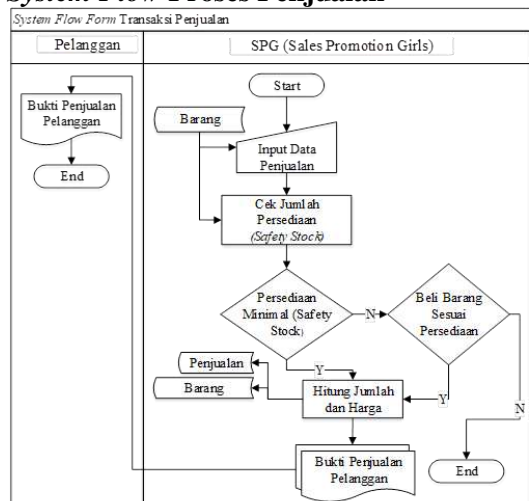 System Flow Proses Penjualan
System Flow Form Transaksi Penjualan
Pelanggan
SPG (Sales Promotion Girls)
Bukti Penjualan
Pelanggan
End
Start
Barang
Input Data
Penjualan
Cek Jumlah
Persediaan
(Safety Stock)
Persediaan
Minimal (Safety
Stock)
N
Beli Barang
Sesuai
Persediaan
Penjualan
Y
Barang
Hitung Jumlah
dan Harga
Y
N
Bukti Penjualan
Pelanggan
End